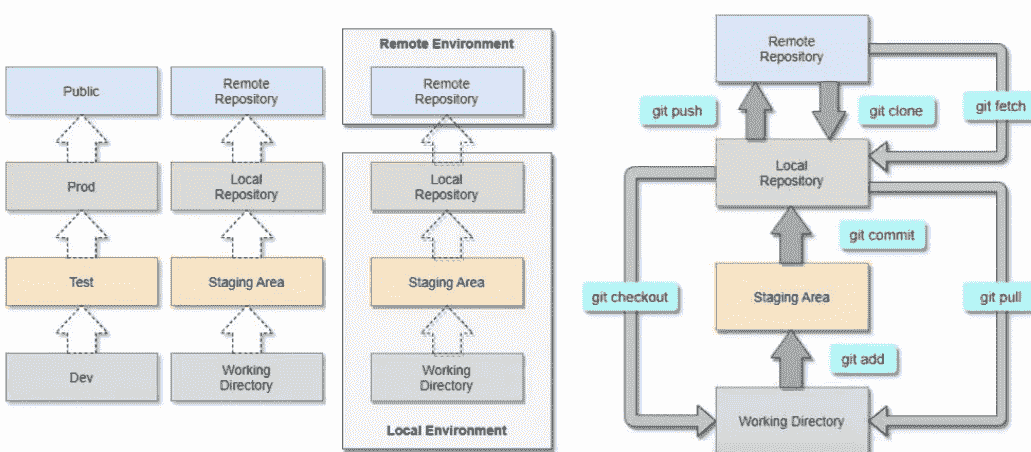 Public
Prod
Test
Dev
Remote
Repository
Local
Repository
Staging Area
Working
Directory
Remote Environment
Remote
Repository
Local
Repository
Staging Area
Working
Directory
Local Environment
Remote
Repository
git push
git clone
git fetch
Local
Repository
git commit
git checkout
Staging Area
git pull
git add
Working Directory